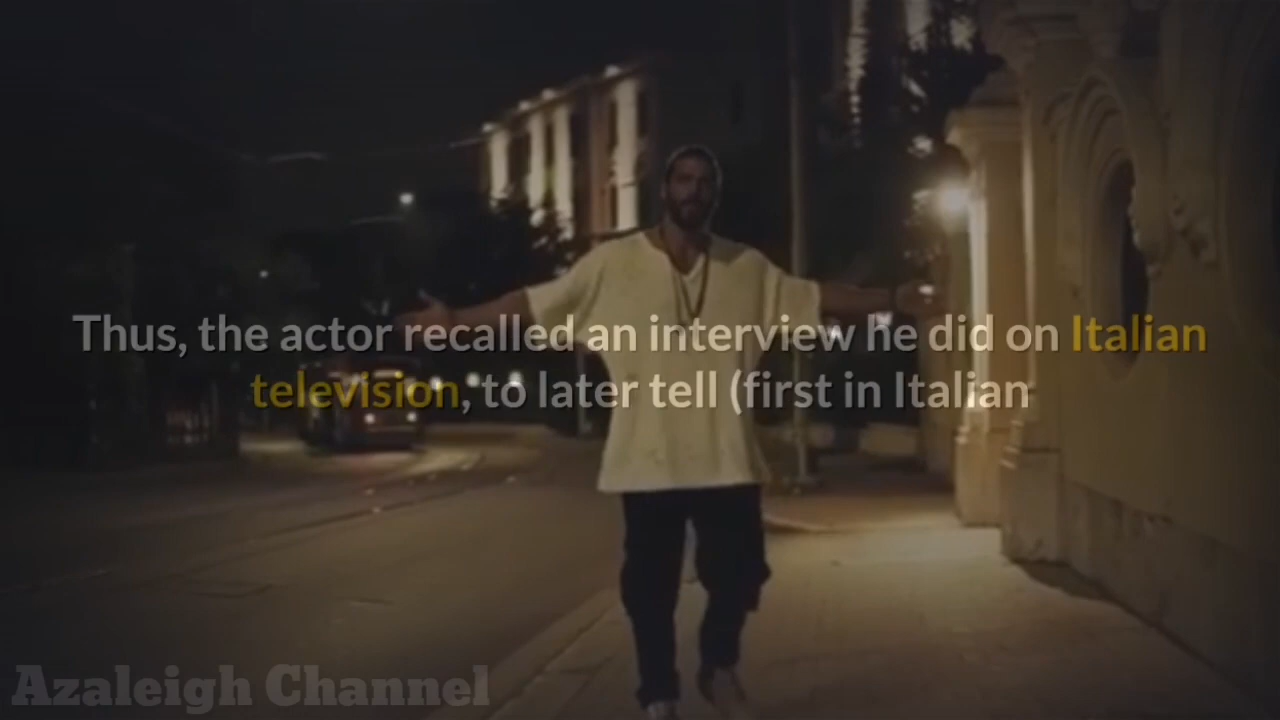 Thus, the actor recalled an interview he did on Italian
television, to later tell (first in Italian
Azaleigh Channel